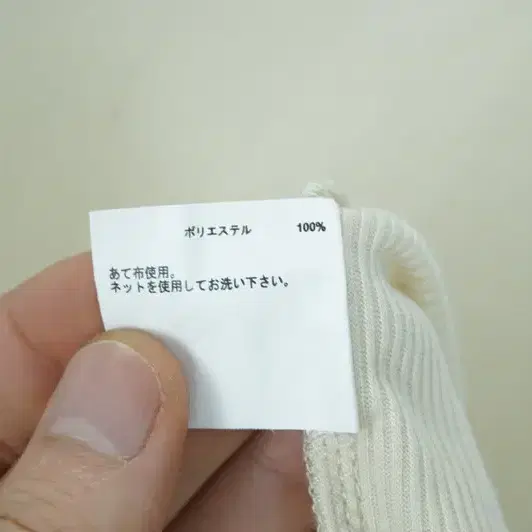 ポリエステル 100%
あて布使用。
ネットを使用してお洗い下さい。